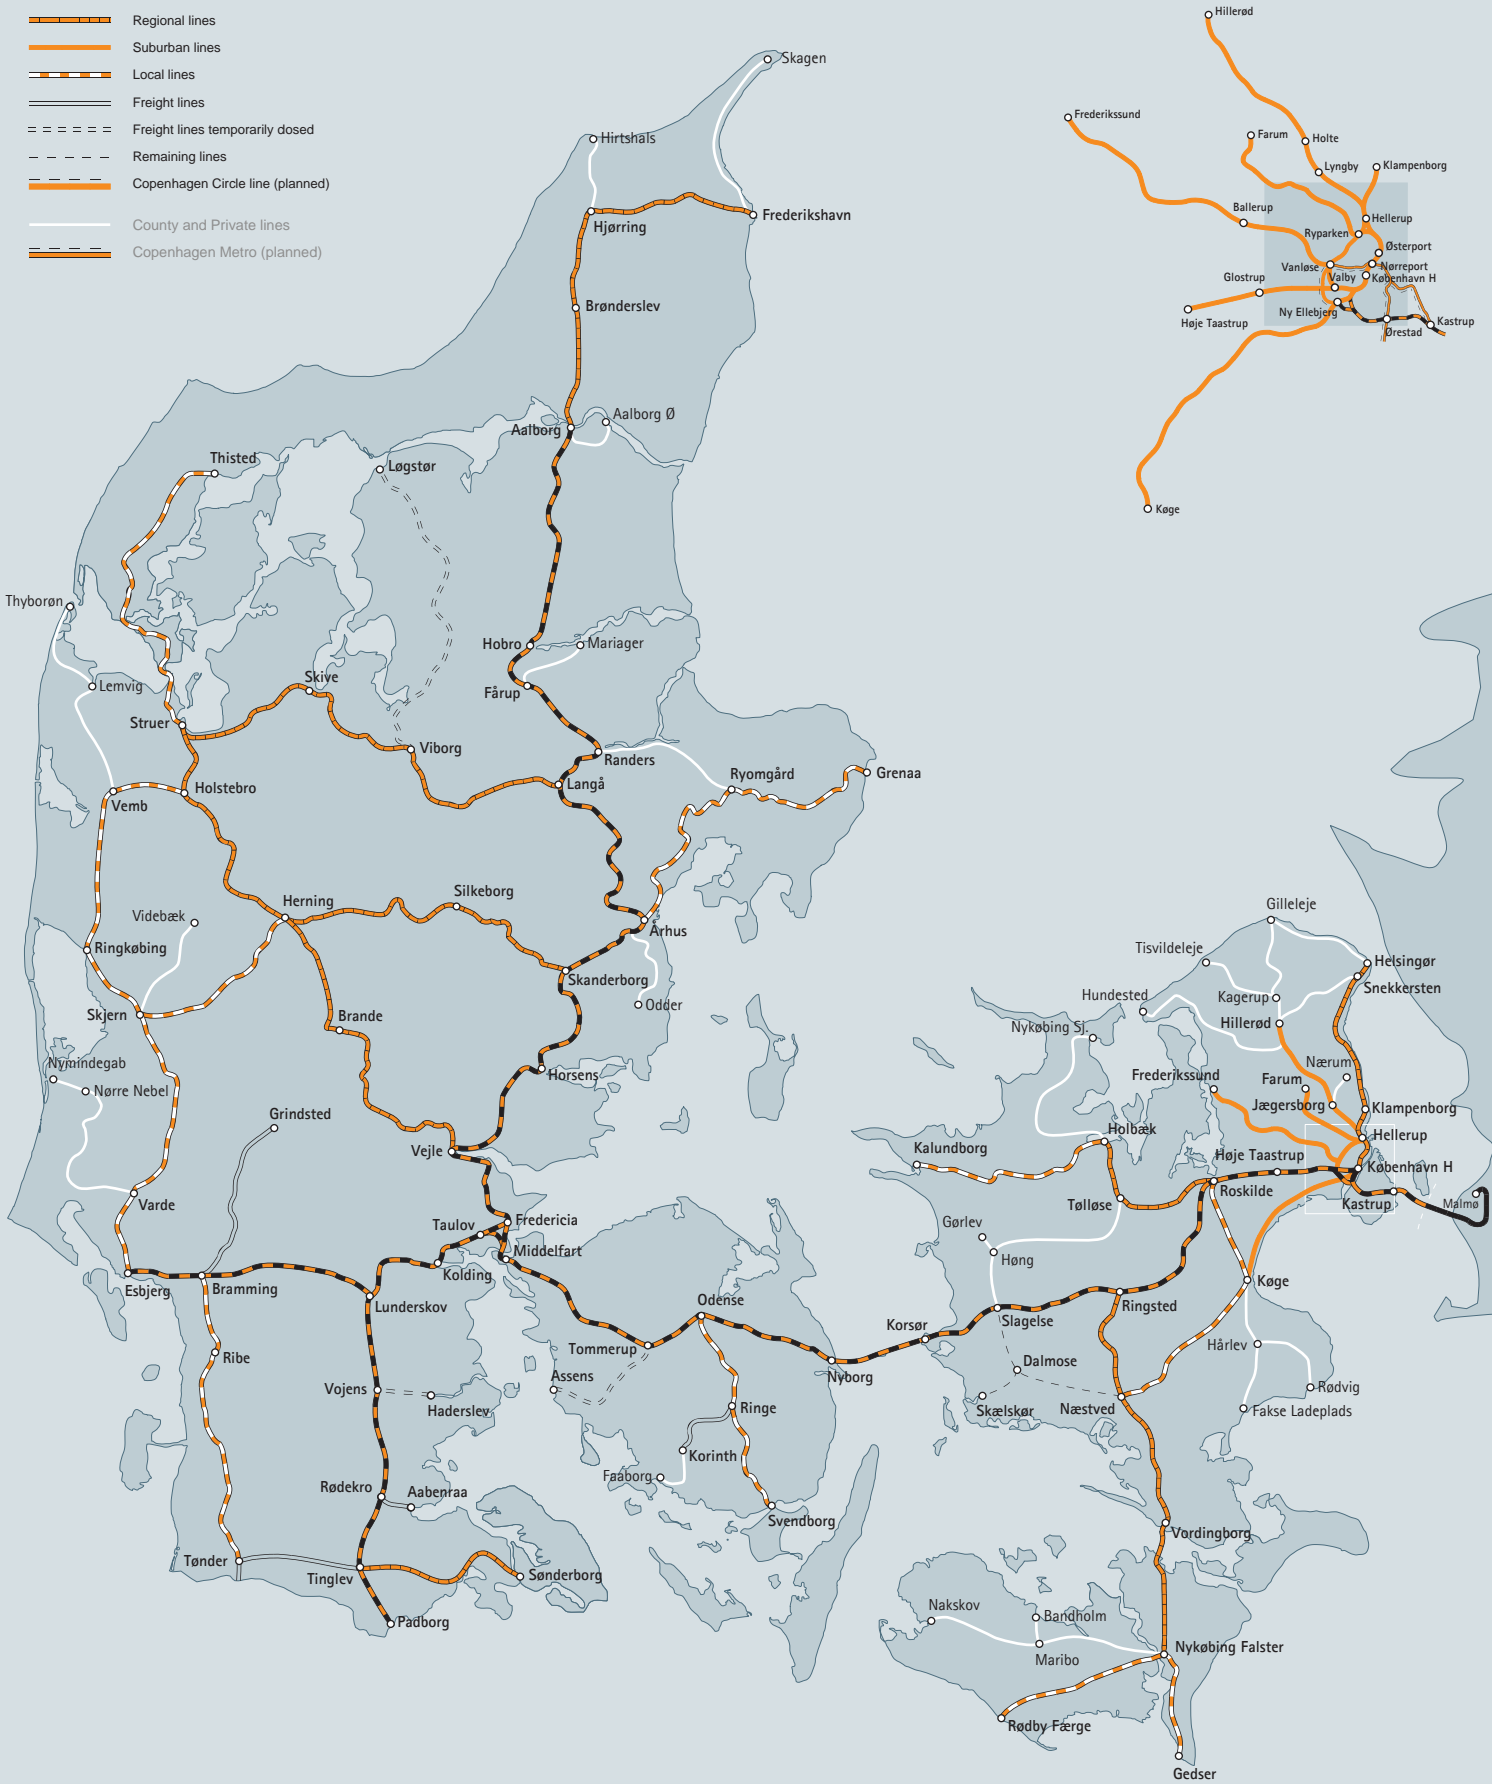 Regional lines
Suburban lines
Local lines
Freight lines
Freight lines temporarily dosed
Remaining lines
Copenhagen Circle line (planned)
County and Private lines
Copenhagen Metro (planned)
Hillerød
Frederikssund
Farum
Holte
Lyngby
Klampenborg
Ballerup
Hellerup
Ryparken
Østerport
Vanløse
Nørreport
Glostrup
Valby
København H
Ny Ellebjerg
Høje Taastrup
Kastrup
Ørestad
Køge
Skagen
Hirtshals
Hjørring
Frederikshavn
Brønderslev
Aalborg Ø
Aalborg
Thisted
Løgstør
Thyborøn
Hobro
Mariager
Skive
Lemvig
Fårup
Struer
Viborg
Randers
Ryomgård
Grenaa
Langå
Holstebro
Vemb
Herning
Silkeborg
Videbæk
Århus
Ringkøbing
Skanderborg
Odder
Skjern
Brande
Nymindegab
Nørre Nebel
Horsens
Grindsted
Vejle
Varde
Fredericia
Taulov
Middelfart
Kolding
Esbjerg
Bramming
Lunderskov
Odense
Tommerup
Ribe
Assens
Vojens
Haderslev
Nyborg
Korsør
Ringe
Korinth
Faaborg
Rødekro
Aabenraa
Svendborg
Tønder
Tinglev
Sønderborg
Padborg
Gilleleje
Tisvildeleje
Helsingør
Snekkersten
Hundested
Kagerup
Hillerød
Nykøbing Sj.
Nærum
Frederikssund
Farum
Jægersborg
Klampenborg
Holbæk
Hellerup
Kalundborg
Høje Taastrup
København H
Roskilde
Tølløse
Kastrup
Malmø
Gørlev
Høng
Køge
Slagelse
Ringsted
Hårlev
Dalmose
Rødvig
Skælskør
Næstved
Fakse Ladeplads
Vordingborg
Nakskov
Bandholm
Maribo
Nykøbing Falster
Rødby Færge
Gedser